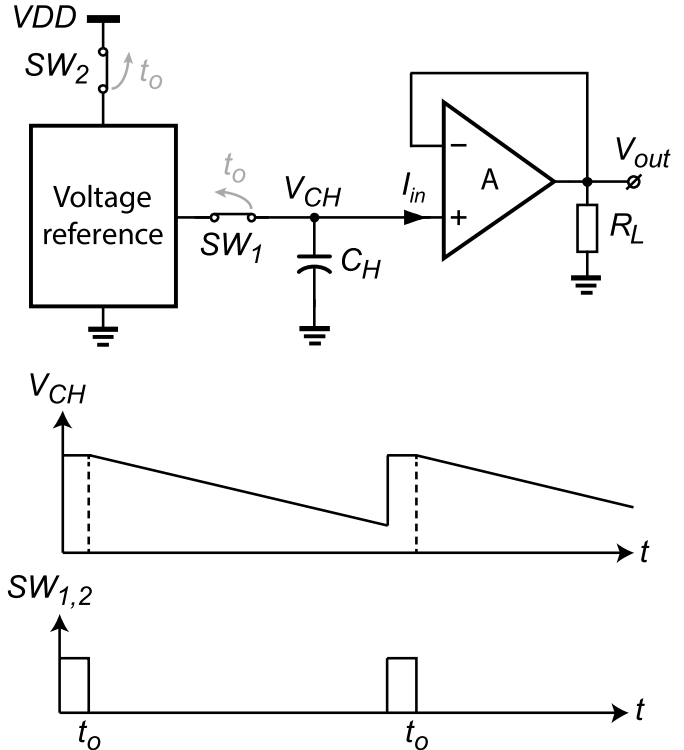 VDD
SW2
to
Voltage
reference
to
SW1
VCH
CH
Iin
−
A
+
Vout
RL
VCH
t
SW1,2
to
to
t